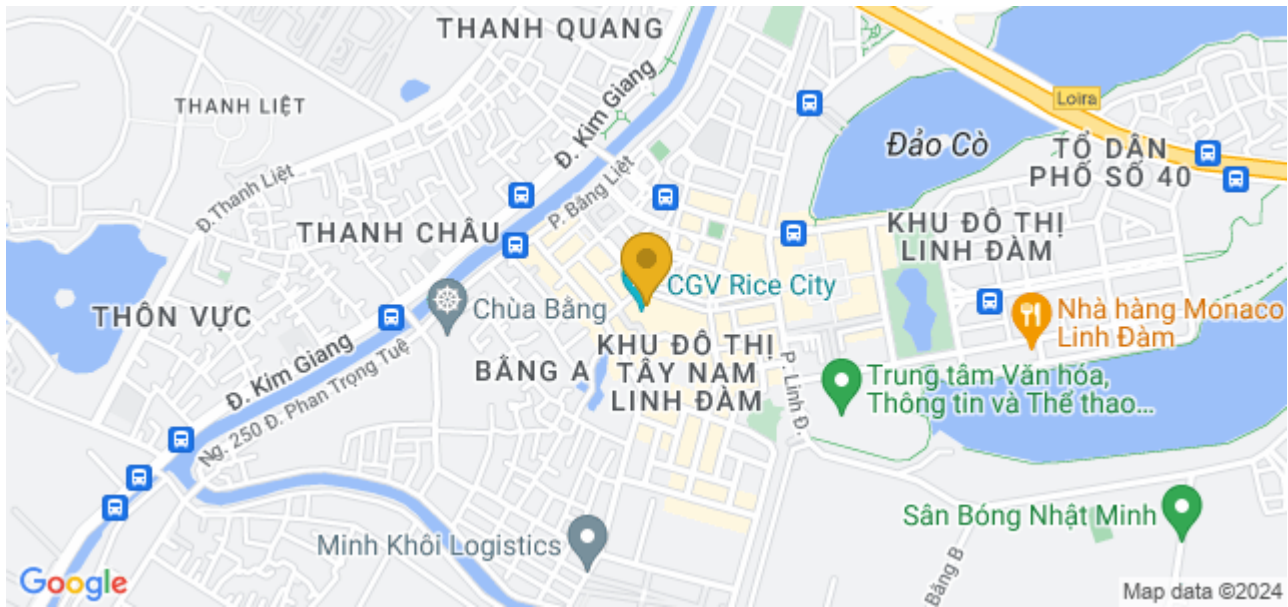 THANH QUANG
THANH LIỆT
Đ. Kim Giang
Loira
Đảo Cò
TỔ DÂN
PHỐ SỐ 40
Đ. Thanh Liệt
P. Bằng Liệt
THANH CHÂU
KHU ĐÔ THỊ
LINH ĐÀM
CGV Rice City
Chùa Bằng
THÔN VỰC
Nhà hàng Monaco
Linh Đàm
Đ. Kim Giang
Ng. 250 Đ. Phan Trọng Tuệ
BẰNG A
KHU ĐÔ THỊ
TÂY NAM
LINH ĐÀM
P. Linh Đ.
Trung tâm Văn hóa,
Thông tin và Thể thao...
Sân Bóng Nhật Minh
Minh Khôi Logistics
Bằng B
Google
Map data ©2024